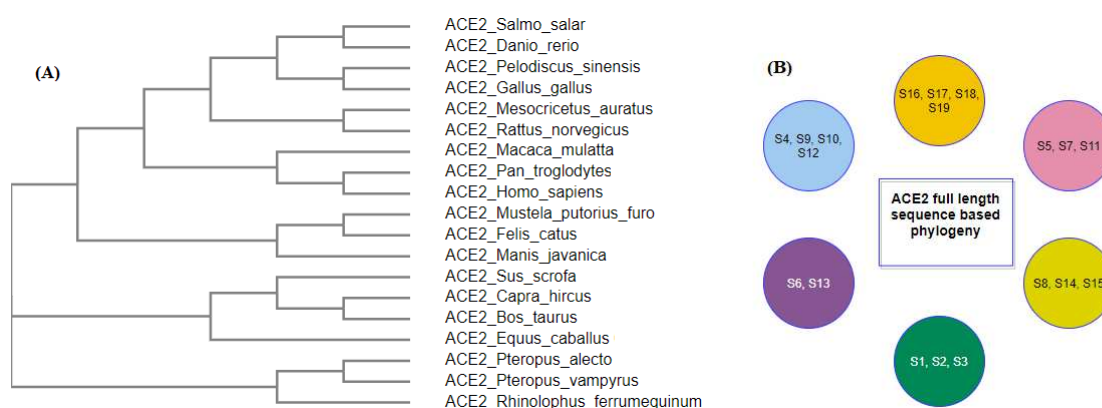 (A)
ACE2_Salmo_salar
ACE2_Danio_rerio
ACE2_Pelodiscus_sinensis
ACE2_Gallus_gallus
ACE2_Mesocricetus_auratus
ACE2_Rattus_norvegicus
ACE2_Macaca_mulatta
ACE2_Pan_troglodytes
ACE2_Homo_sapiens
ACE2_Mustela_putorius_furo
ACE2_Felis_catus
ACE2_Manis_javanica
ACE2_Sus_scrofa
ACE2_Capra_hircus
ACE2_Bos_taurus
ACE2_Equus_caballus
ACE2_Pteropus_alecto
ACE2_Pteropus_vampyrus
ACE2_Rhinolophus_ferrumequinum
(B)
S16, S17, S18,
S19
S4, S9, S10,
S12
S5, S7, S11
ACE2 full length
sequence based
phylogeny
S6, S13
S8, S14, S15
S1, S2, S3